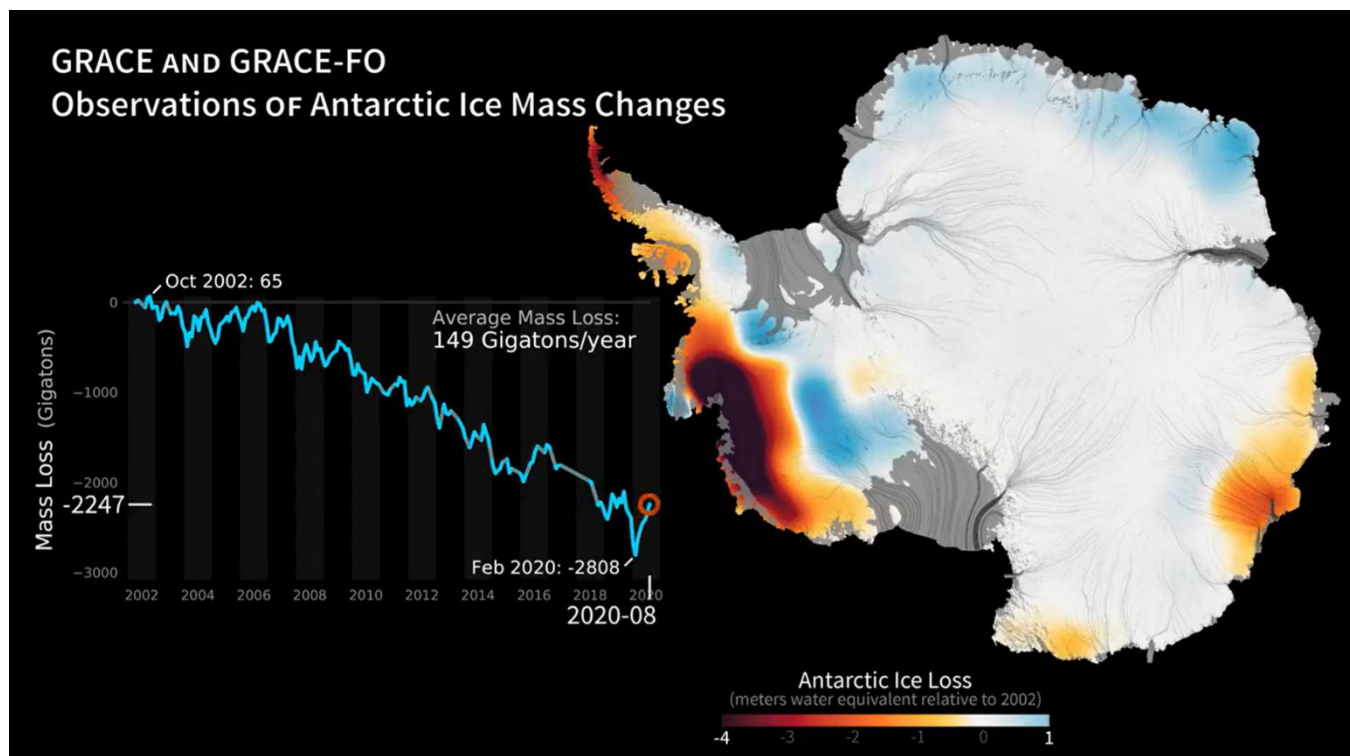 GRACE AND GRACE-FO
Observations OF Antarctic Ice Mass Changes
Oct 2002: 65
Average Mass Loss:
149 Gigatons/year
Mass Loss (Gigatons)
0
−1000
−2000
-2247
−3000
Feb 2020: -2808
2002 2004 2006 2008 2010 2012 2014 2016 2018 2020
2020-08
Antarctic Ice Loss
(meters water equivalent relative to 2002)
-4 -3 -2 -1 0 1